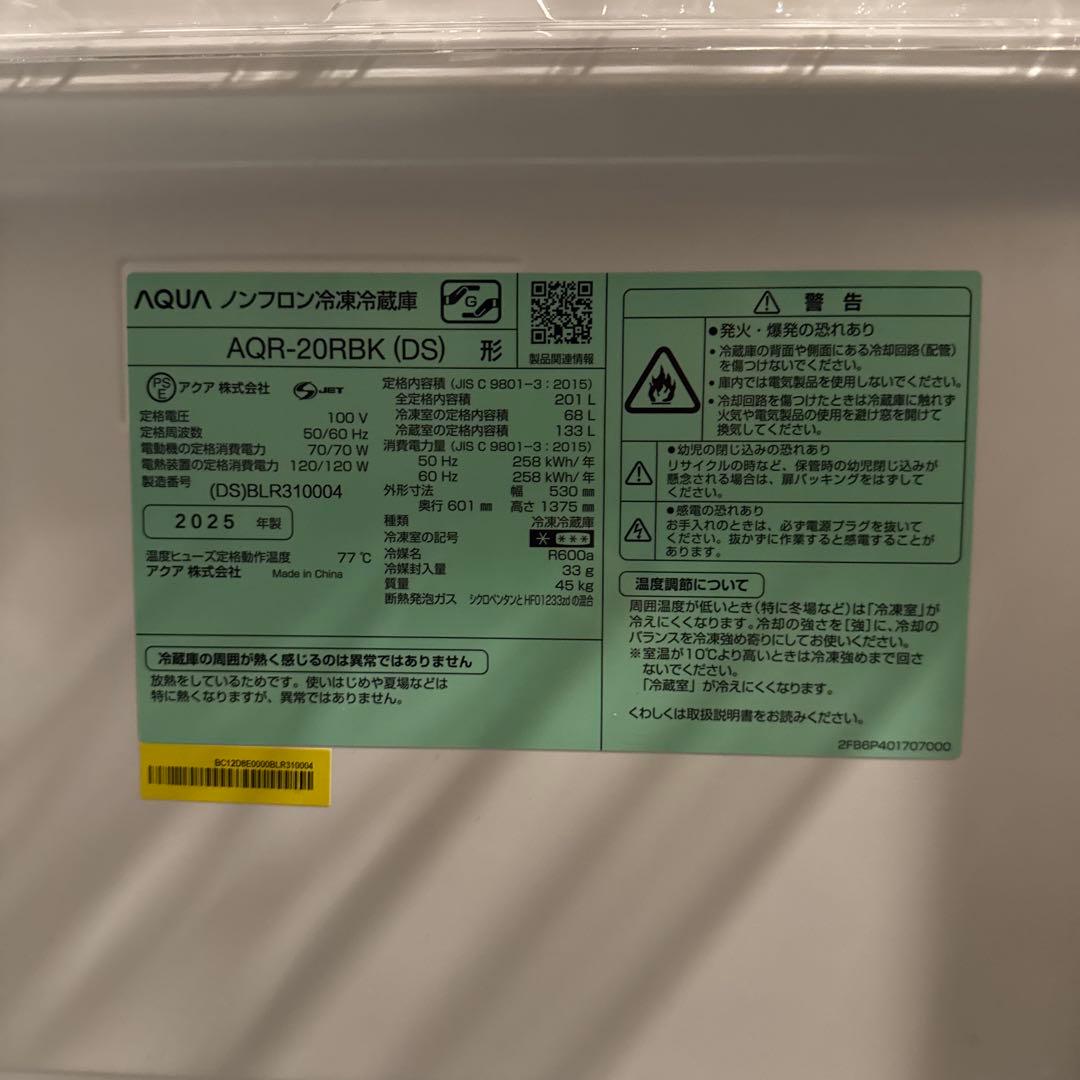 AQUA ノンフロン冷凍冷蔵庫
G
AQR-20RBK (DS) 形
製品関連情報
PSE アクア 株式会社 S-JET
定格電圧 100 V
定格周波数 50/60 Hz
電動機の定格消費電力 70/70 W
電熱装置の定格消費電力 120/120 W
製造番号
(DS)BLR310004
2025 年製
温度ヒューズ定格動作温度 77 ℃
アクア 株式会社 Made in China
定格内容積 (JIS C 9801-3 : 2015)
全定格内容積 201 L
冷凍室の定格内容積 68 L
冷蔵室の定格内容積 133 L
消費電力量 (JIS C 9801-3 : 2015)
50 Hz 258 kWh/年
60 Hz 258 kWh/年
外形寸法 幅 530 mm
奥行 601 mm 高さ 1375 mm
種類 冷凍冷蔵庫
冷凍室の記号 ****
冷媒名 R600a
冷媒封入量 33 g
質量 45 kg
断熱発泡ガス シクロペンタンとHFO1233zdの混合
冷蔵庫の周囲が熱く感じるのは異常ではありません
放熱をしているためです。使いはじめや夏場などは
特に熱くなりますが、異常ではありません。
警告
●発火・爆発の恐れあり
・冷蔵庫の背面や側面にある冷却回路(配管)
を傷つけないでください。
・庫内では電気製品を使用しないでください。
・冷却回路を傷つけたときは冷蔵庫に触れず
火気や電気製品の使用を避け窓を開けて
換気してください。
●幼児の閉じ込みの恐れあり
リサイクルの時など、保管時の幼児閉じ込みが
懸念される場合は、扉パッキングをはずして
ください。
●感電の恐れあり
お手入れのときは、必ず電源プラグを抜いて
ください。抜かずに作業すると感電することが
あります。
温度調節について
周囲温度が低いとき(特に冬場など)は「冷凍室」が
冷えにくくなります。冷却の強さを[強]に、冷却の
バランスを冷凍強め寄りにしてお使いください。
※室温が10℃より高いときは冷凍強めまで回さ
ないでください。
「冷蔵室」が冷えにくくなります。
くわしくは取扱説明書をお読みください。
2FB6P401707000
BC12D8E0000BLR310004